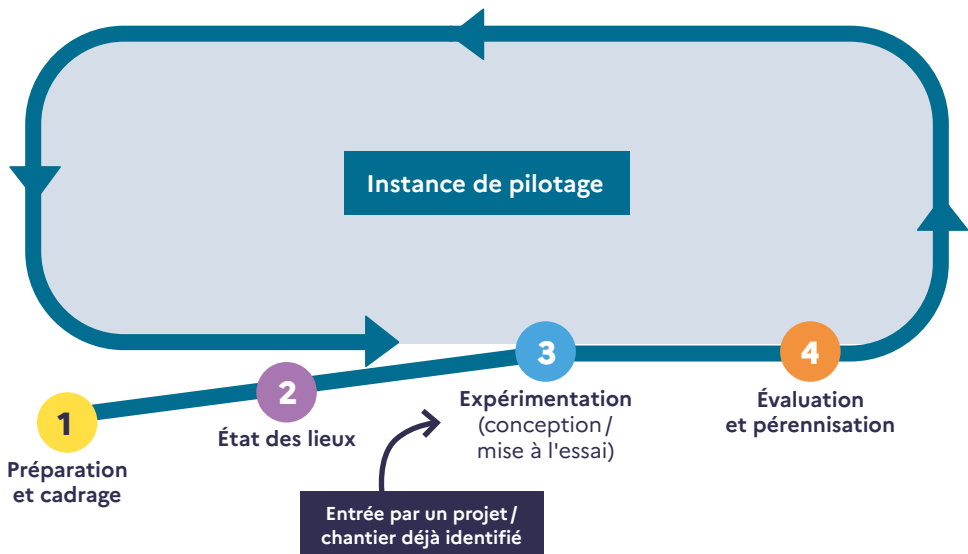 Instance de pilotage
1
Préparation
et cadrage
2
État des lieux
3
Expérimentation
(conception /
mise à l'essai)
4
Évaluation
et pérennisation
Entrée par un projet /
chantier déjà identifié